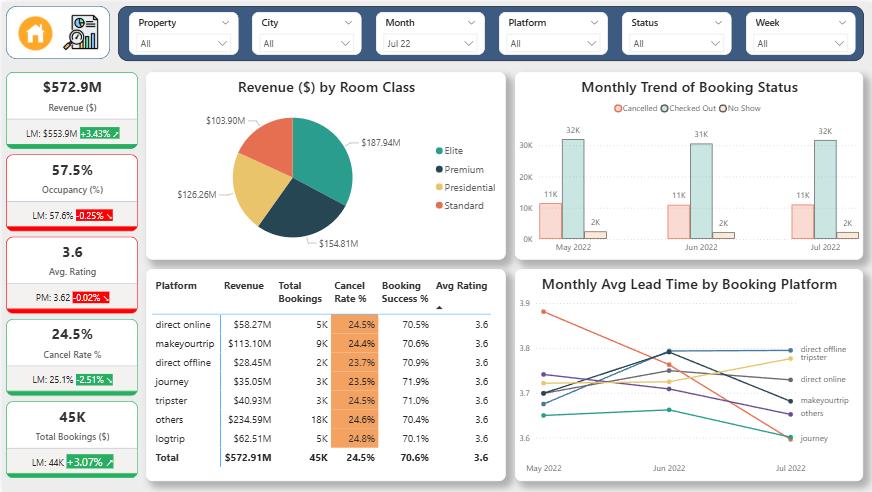 Property
City
Month
Platform
Status
Week
All
All
Jul 22
All
All
All
$572.9M
Revenue ($)
LM: $553.9M +3.43% ↗
57.5%
Occupancy (%)
LM: 57.6% -0.25% ↘
3.6
Avg. Rating
PM: 3.62 -0.02% ↘
24.5%
Cancel Rate %
LM: 25.1% -2.51% ↘
45K
Total Bookings ($)
LM: 44K +3.07% ↗
Revenue ($) by Room Class
$103.90M
$187.94M
$126.26M
$154.81M
Elite
Premium
Presidential
Standard
Monthly Trend of Booking Status
Cancelled Checked Out No Show
30K
20K
10K
0K
11K
32K
2K
11K
31K
2K
11K
32K
2K
May 2022
Jun 2022
Jul 2022
Platform Revenue Total Bookings Cancel Rate % Booking Success % Avg Rating
direct online $58.27M 5K 24.5% 70.5% 3.6
makeyourtrip $113.10M 9K 24.4% 70.6% 3.6
direct offline $28.45M 2K 23.7% 70.9% 3.6
journey $35.05M 3K 23.5% 71.9% 3.6
tripster $40.93M 3K 24.5% 71.0% 3.6
others $234.59M 18K 24.6% 70.4% 3.6
logtrip $62.51M 5K 24.8% 70.1% 3.6
Total $572.91M 45K 24.5% 70.6% 3.6
Monthly Avg Lead Time by Booking Platform
3.9
3.8
3.7
3.6
direct offline
tripster
direct online
makeyourtrip
others
journey
May 2022
Jun 2022
Jul 2022